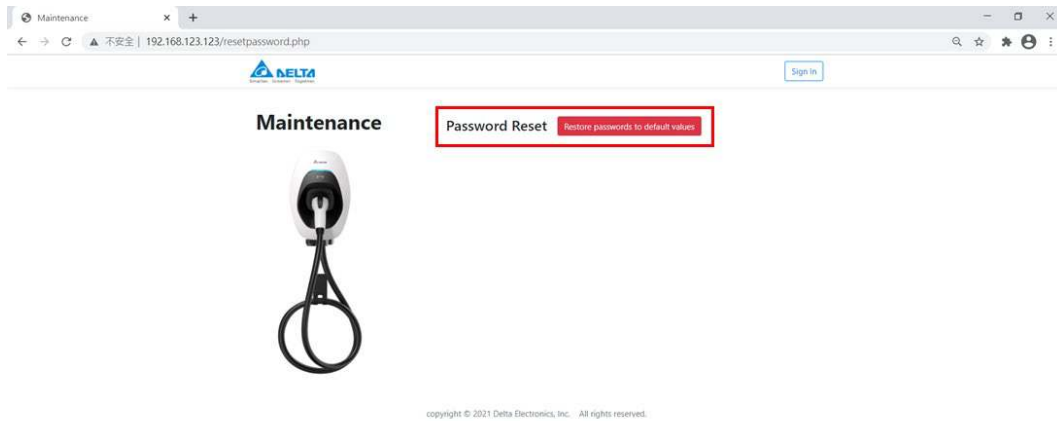 Maintenance
不安全 | 192.168.123.123/resetpassword.php
DELTA
Sign In
Maintenance
Password Reset Restore passwords to default values
copyright © 2021 Delta Electronics, Inc. All rights reserved.